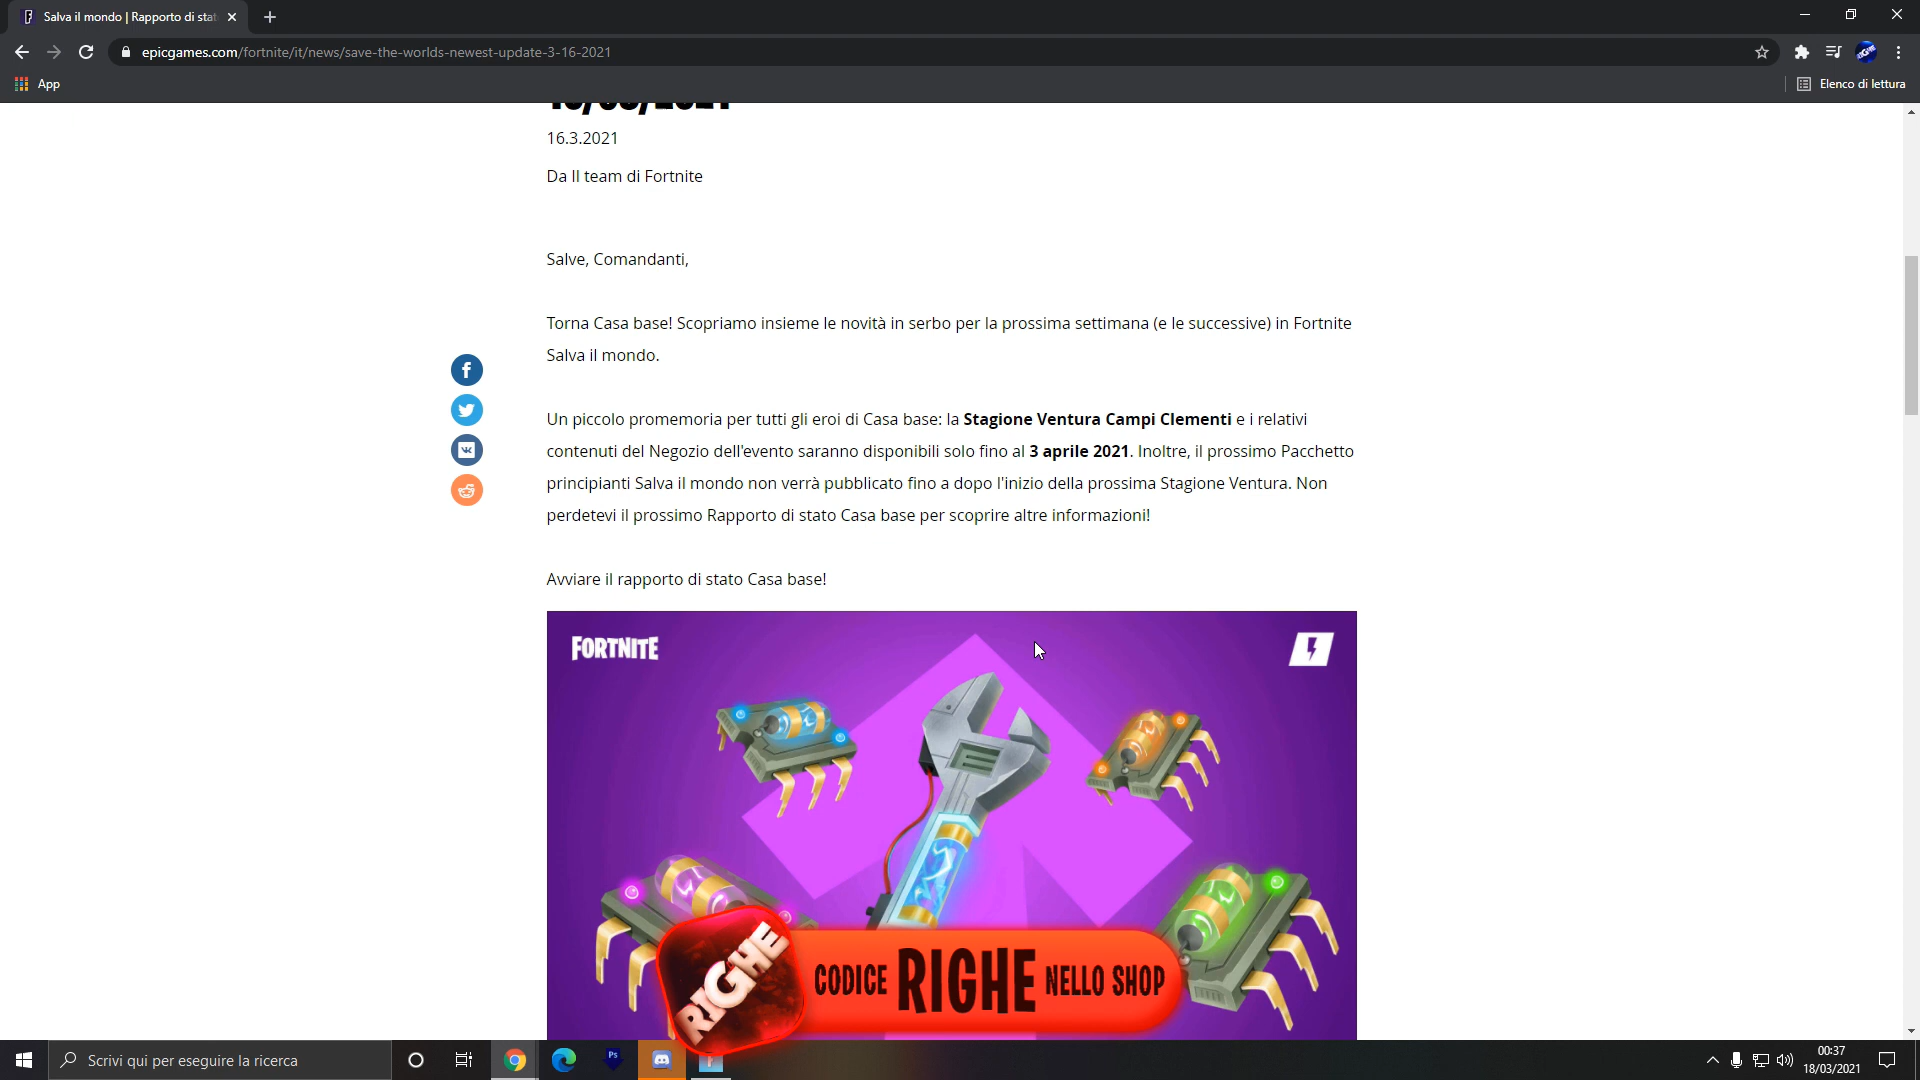 Salva il mondo | Rapporto di stat
epicgames.com/fortnite/it/news/save-the-worlds-newest-update-3-16-2021
App
Elenco di lettura
16.3.2021
Da Il team di Fortnite
Salve, Comandanti,
Torna Casa base! Scopriamo insieme le novità in serbo per la prossima settimana (e le successive) in Fortnite
Salva il mondo.
Un piccolo promemoria per tutti gli eroi di Casa base: la Stagione Ventura Campi Clementi e i relativi
contenuti del Negozio dell'evento saranno disponibili solo fino al 3 aprile 2021. Inoltre, il prossimo Pacchetto
principianti Salva il mondo non verrà pubblicato fino a dopo l'inizio della prossima Stagione Ventura. Non
perdetevi il prossimo Rapporto di stato Casa base per scoprire altre informazioni!
Avviare il rapporto di stato Casa base!
FORTNITE
RIGHE
CODICE RIGHE NELLO SHOP
Scrivi qui per eseguire la ricerca
Ps
00:37
18/03/2021